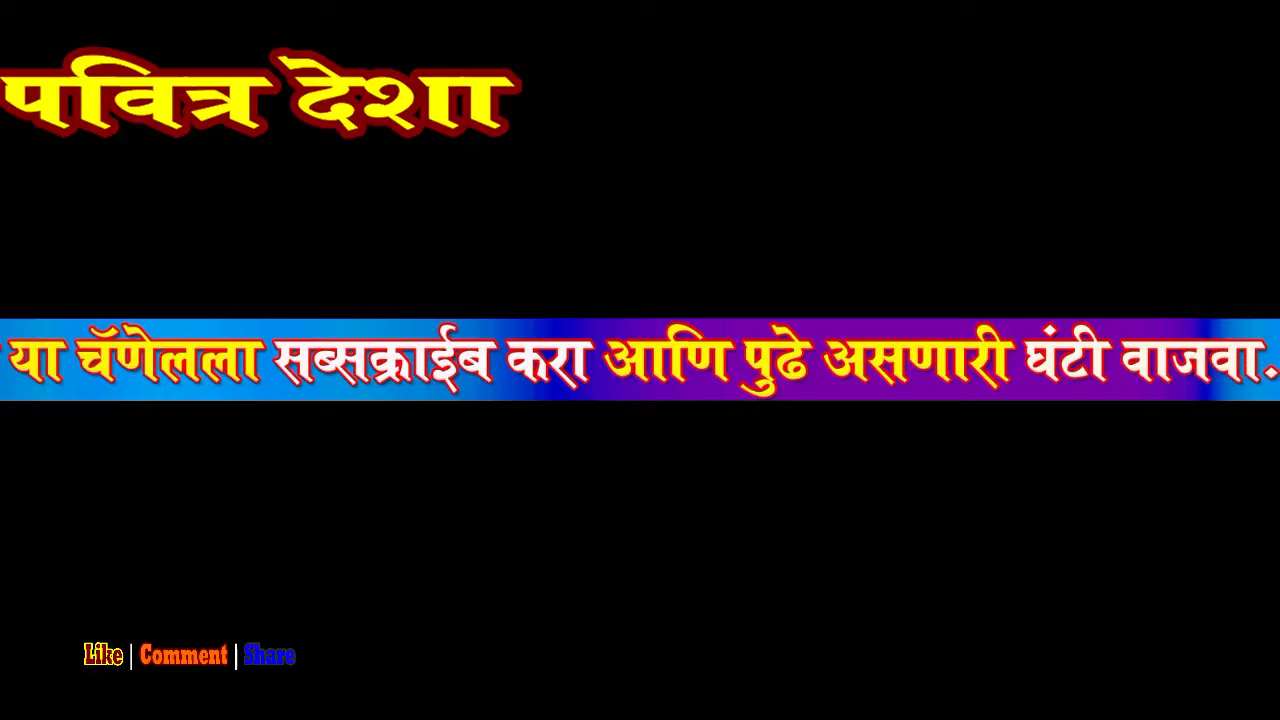 पवित्र देशा
या चॅणेलला सब्सक्राईब करा आणि पुढे असणारी घंटी वाजवा.
Like | Comment | Share